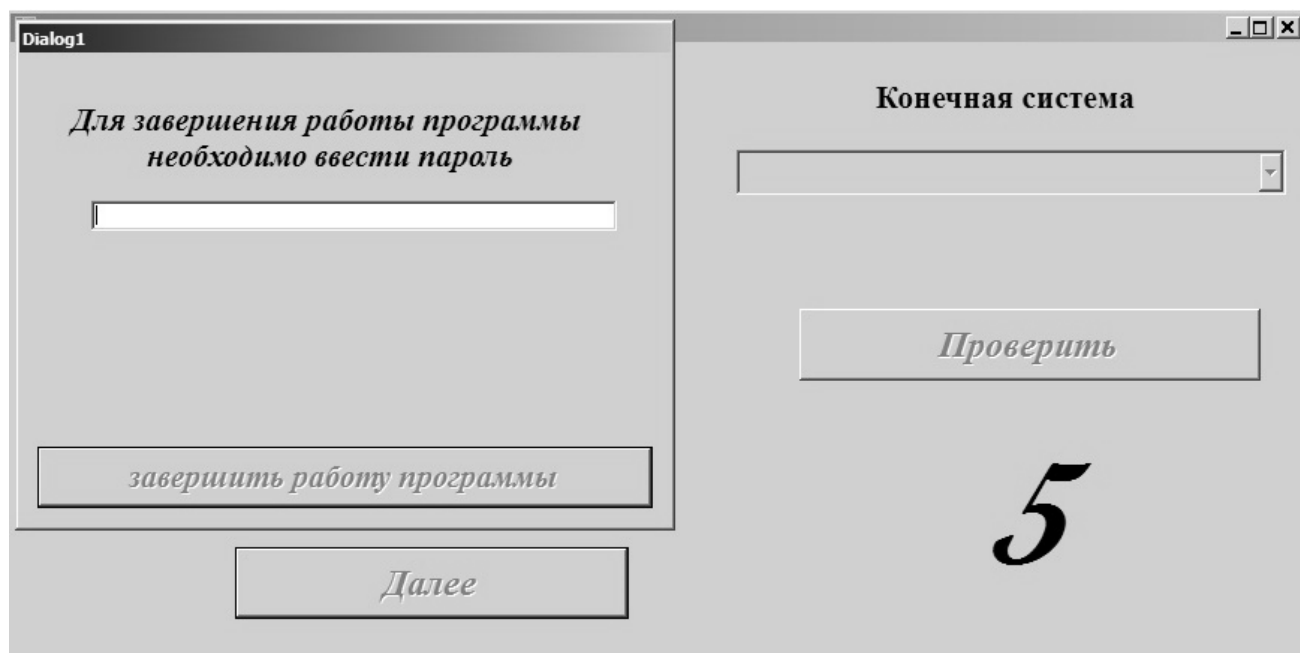 Dialog1
Для завершения работы программы
необходимо ввести пароль
завершить работу программы
Далее
Конечная система
Проверить
5